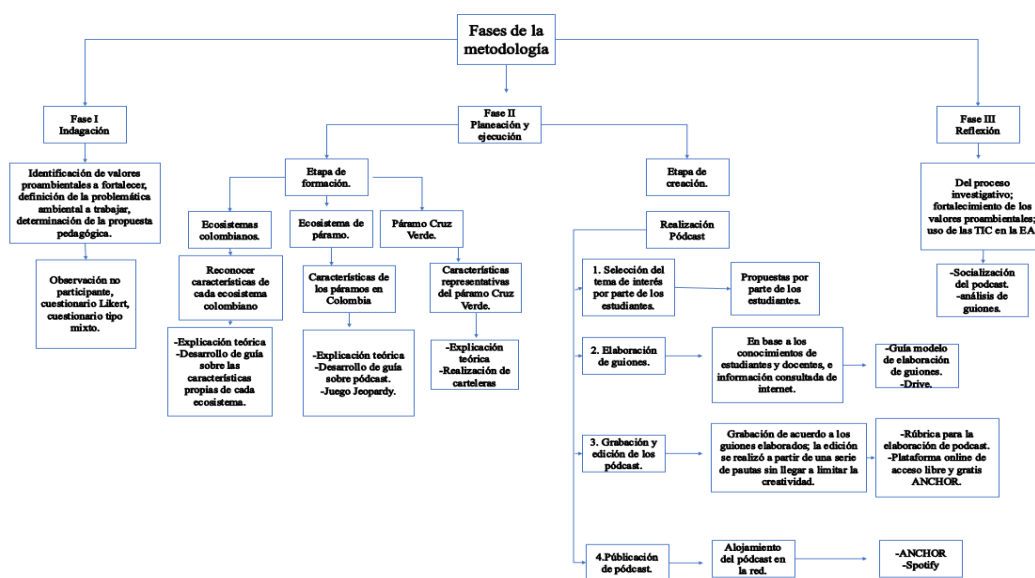 Fases de la
metodología
Fase I
Indagación
Identificación de valores
proambientales a fortalecer,
definición de la problemática
ambiental a trabajar,
determinación de la propuesta
pedagógica.
Observación no
participante,
cuestionario Likert,
cuestionario tipo
mixto.
Fase II
Planeación y
ejecución
Etapa de
formación.
Ecosistemas
colombianos.
Reconocer
características de
cada ecosistema
colombiano
-Explicación teórica
-Desarrollo de guía
sobre las
características
propias de cada
ecosistema.
Ecosistema de
páramo.
Características de
los páramos en
Colombia
-Explicación teórica
-Desarrollo de guía
sobre pódcast.
-Juego Jeopardy.
Páramo Cruz
Verde.
Características
representativas
del páramo Cruz
Verde.
-Explicación
teórica
-Realización de
carteleras
Etapa de
creación.
Realización
Pódcast
1. Selección del
tema de interés
por parte de los
estudiantes.
Propuestas por
parte de los
estudiantes.
2. Elaboración
de guiones.
En base a los
conocimientos de
estudiantes y docentes, e
información consultada de
internet.
-Guía modelo
de elaboración
de guiones.
-Drive.
3. Grabación y
edición de los
pódcast.
Grabación de acuerdo a los
guiones elaborados; la edición
se realizó a partir de una serie
de pautas sin llegar a limitar la
creatividad.
-Rúbrica para la
elaboración de podcast.
-Plataforma online de
acceso libre y gratis
ANCHOR.
4.Públicación
de pódcast.
Alojamiento
del pódcast en
la red.
-ANCHOR
-Spotify
Fase III
Reflexión
Del proceso
investigativo;
fortalecimiento de los
valores proambientales;
uso de las TIC en la EA.
-Socialización
del podcast.
-análisis de
guiones.